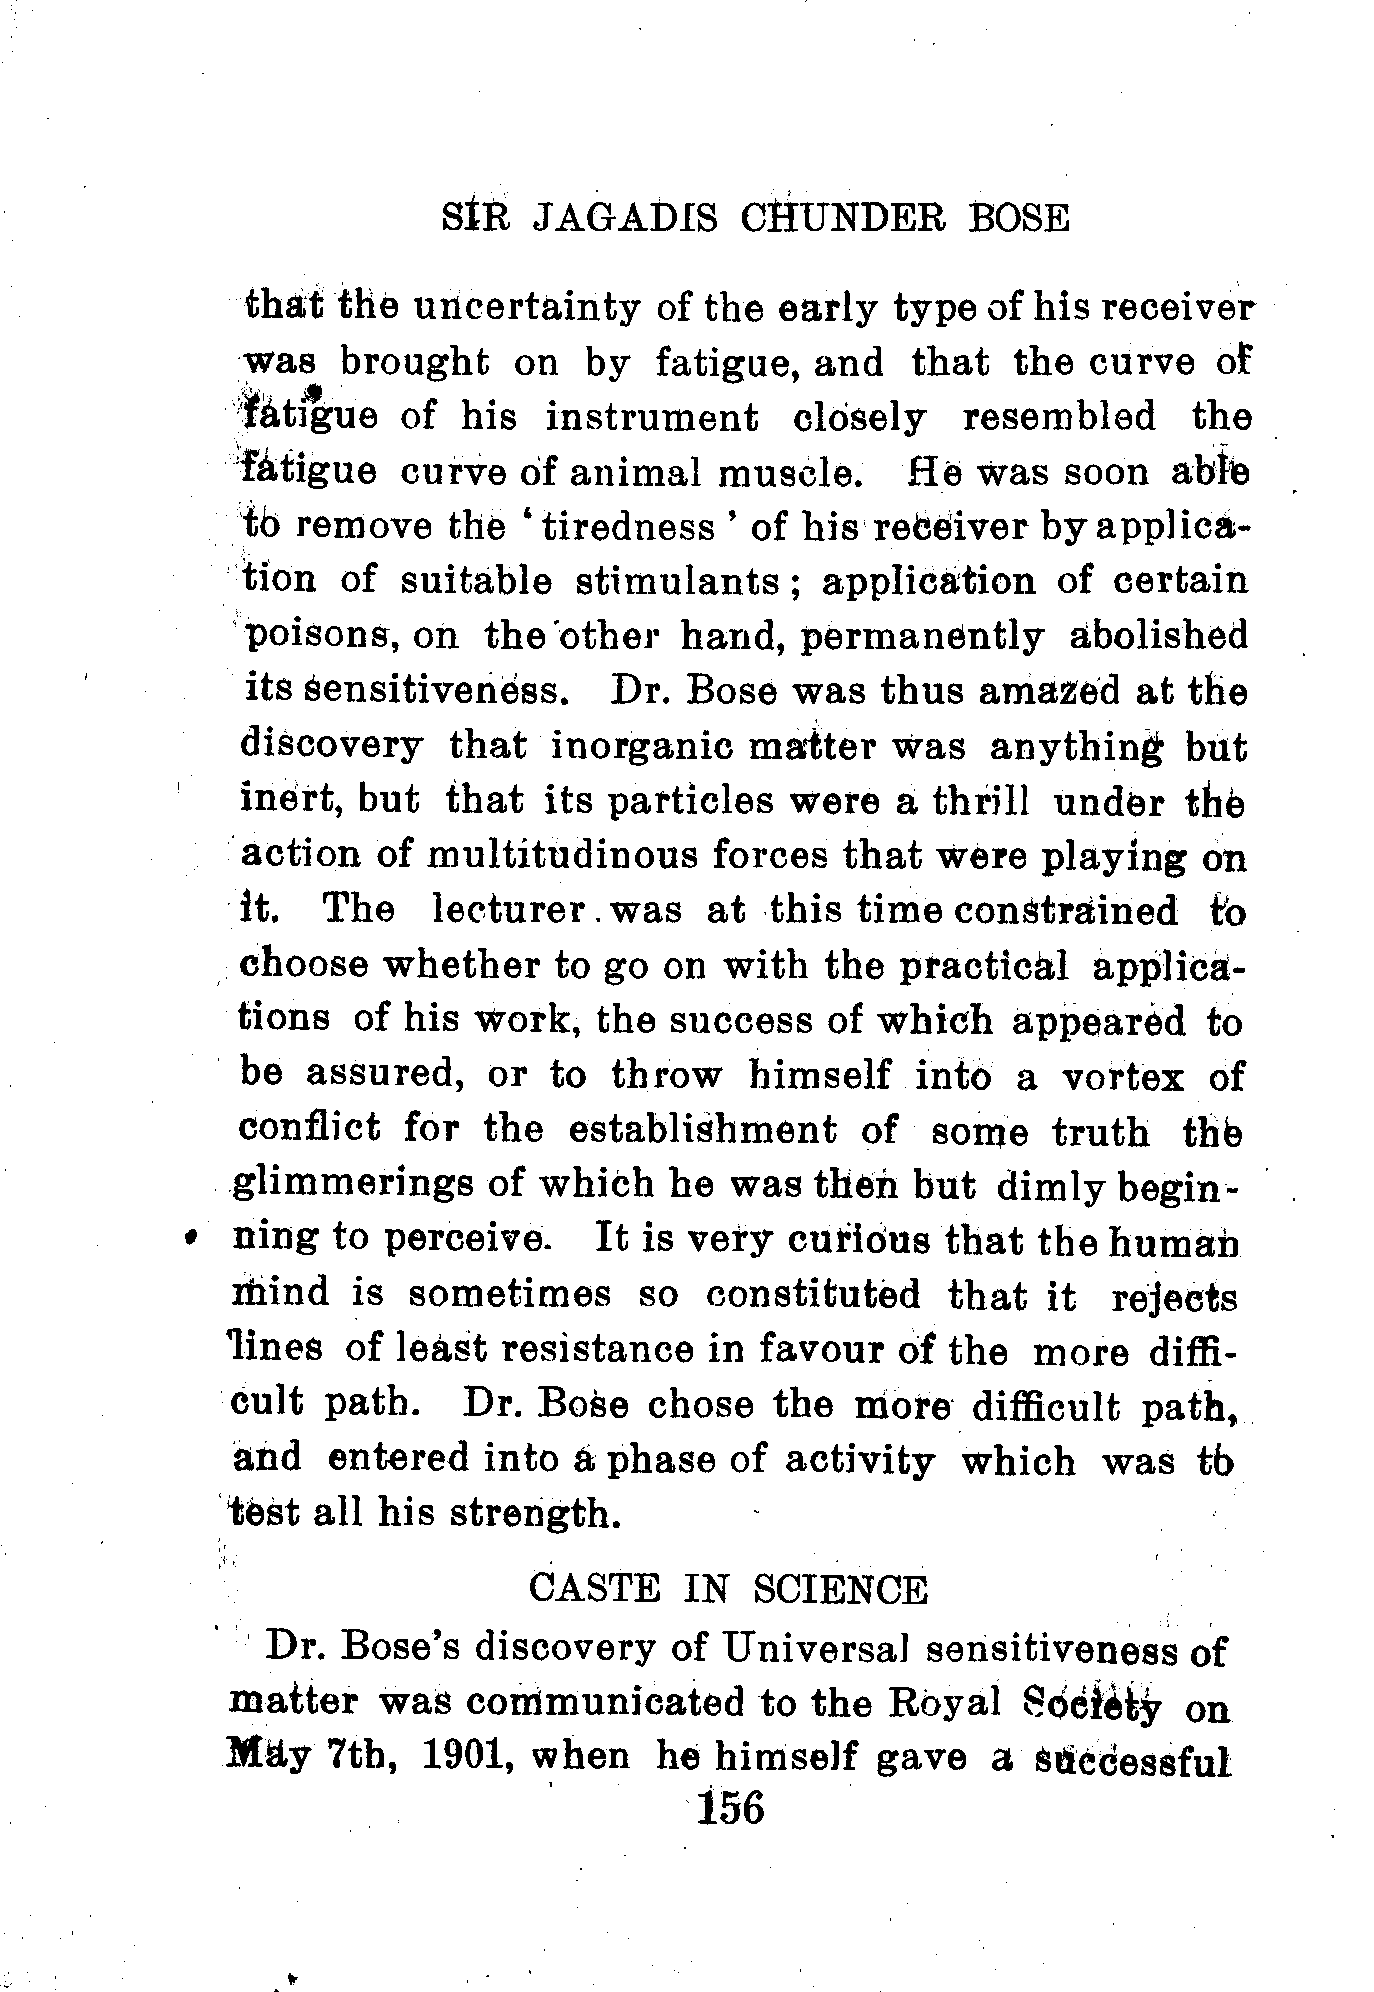 SIR JAGADIS CHUNDER BOSE
that the uncertainty of the early type of his receiver
was brought on by fatigue, and that the curve of
fatigue of his instrument closely resembled the
fatigue curve of animal muscle. He was soon able
to remove the ‘ tiredness ’ of his receiver by applica-
tion of suitable stimulants ; application of certain
poisons, on the other hand, permanently abolished
its sensitiveness. Dr. Bose was thus amazed at the
discovery that inorganic matter was anything but
inert, but that its particles were a thrill under the
action of multitudinous forces that were playing on
it. The lecturer was at this time constrained to
choose whether to go on with the practical applica-
tions of his work, the success of which appeared to
be assured, or to throw himself into a vortex of
conflict for the establishment of some truth the
glimmerings of which he was then but dimly begin-
ning to perceive. It is very curious that the human
mind is sometimes so constituted that it rejects
lines of least resistance in favour of the more diffi-
cult path. Dr. Bose chose the more difficult path,
and entered into a phase of activity which was to
test all his strength.
CASTE IN SCIENCE
Dr. Bose’s discovery of Universal sensitiveness of
matter was communicated to the Royal Society on
May 7th, 1901, when he himself gave a successful
156